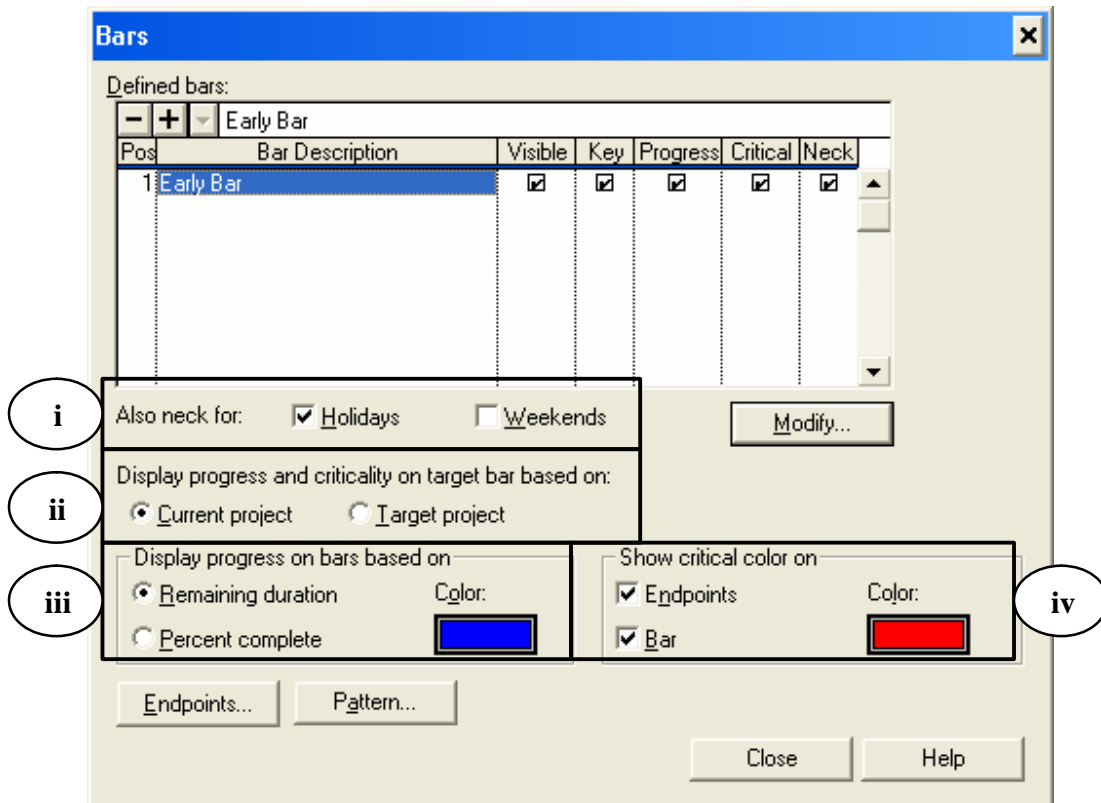 Bars
Defined bars:
Early Bar
Pos Bar Description Visible Key Progress Critical Neck
1 Early Bar
i
Also neck for: Holidays Weekends
Modify...
ii
Display progress and criticality on target bar based on:
Current project Target project
iii
Display progress on bars based on
Remaining duration Color:
Percent complete
Show critical color on
Endpoints Color:
Bar
iv
Endpoints... Pattern...
Close Help